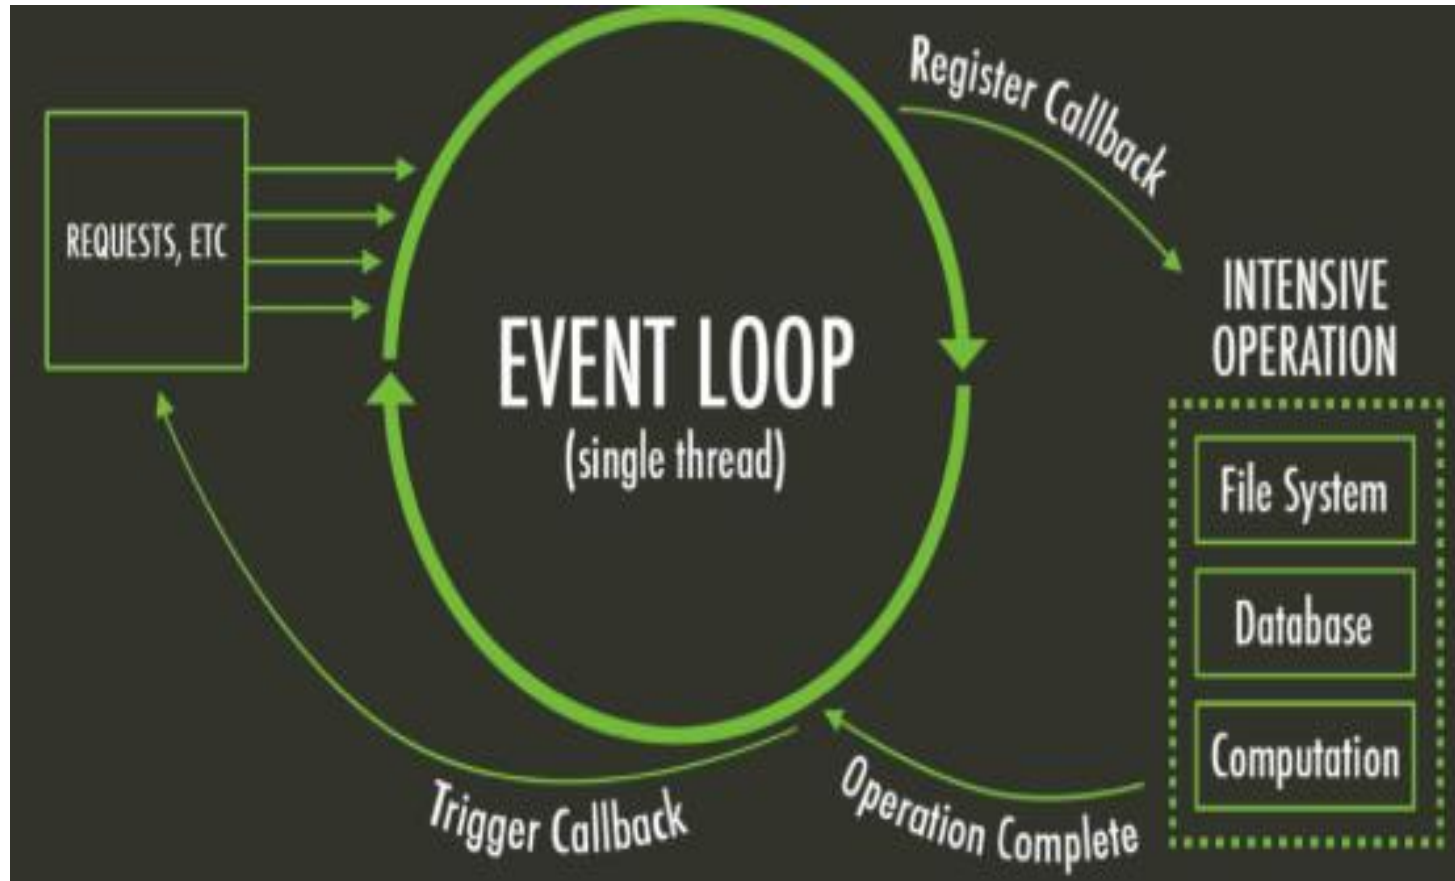 REQUESTS, ETC
Register Callback
EVENT LOOP
(single thread)
INTENSIVE
OPERATION
File System
Database
Computation
Operation Complete
Trigger Callback